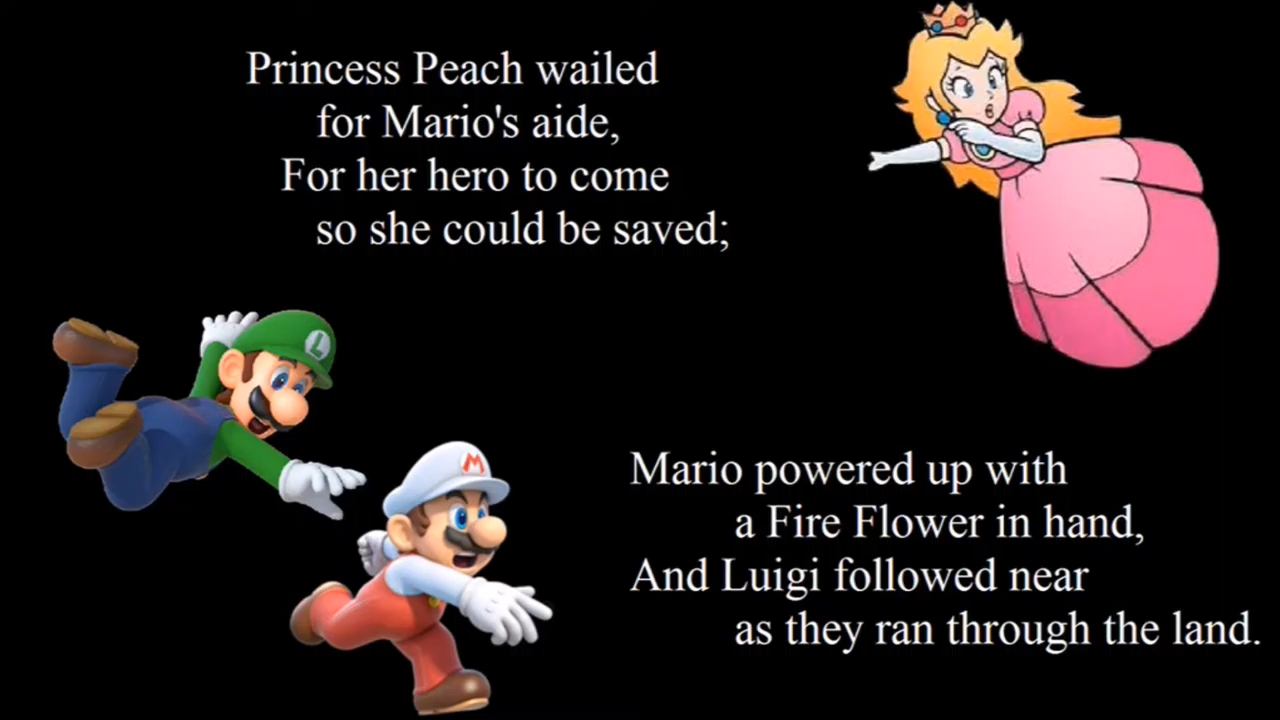 Princess Peach wailed
for Mario's aide,
For her hero to come
so she could be saved;
L
M
Mario powered up with
a Fire Flower in hand,
And Luigi followed near
as they ran through the land.